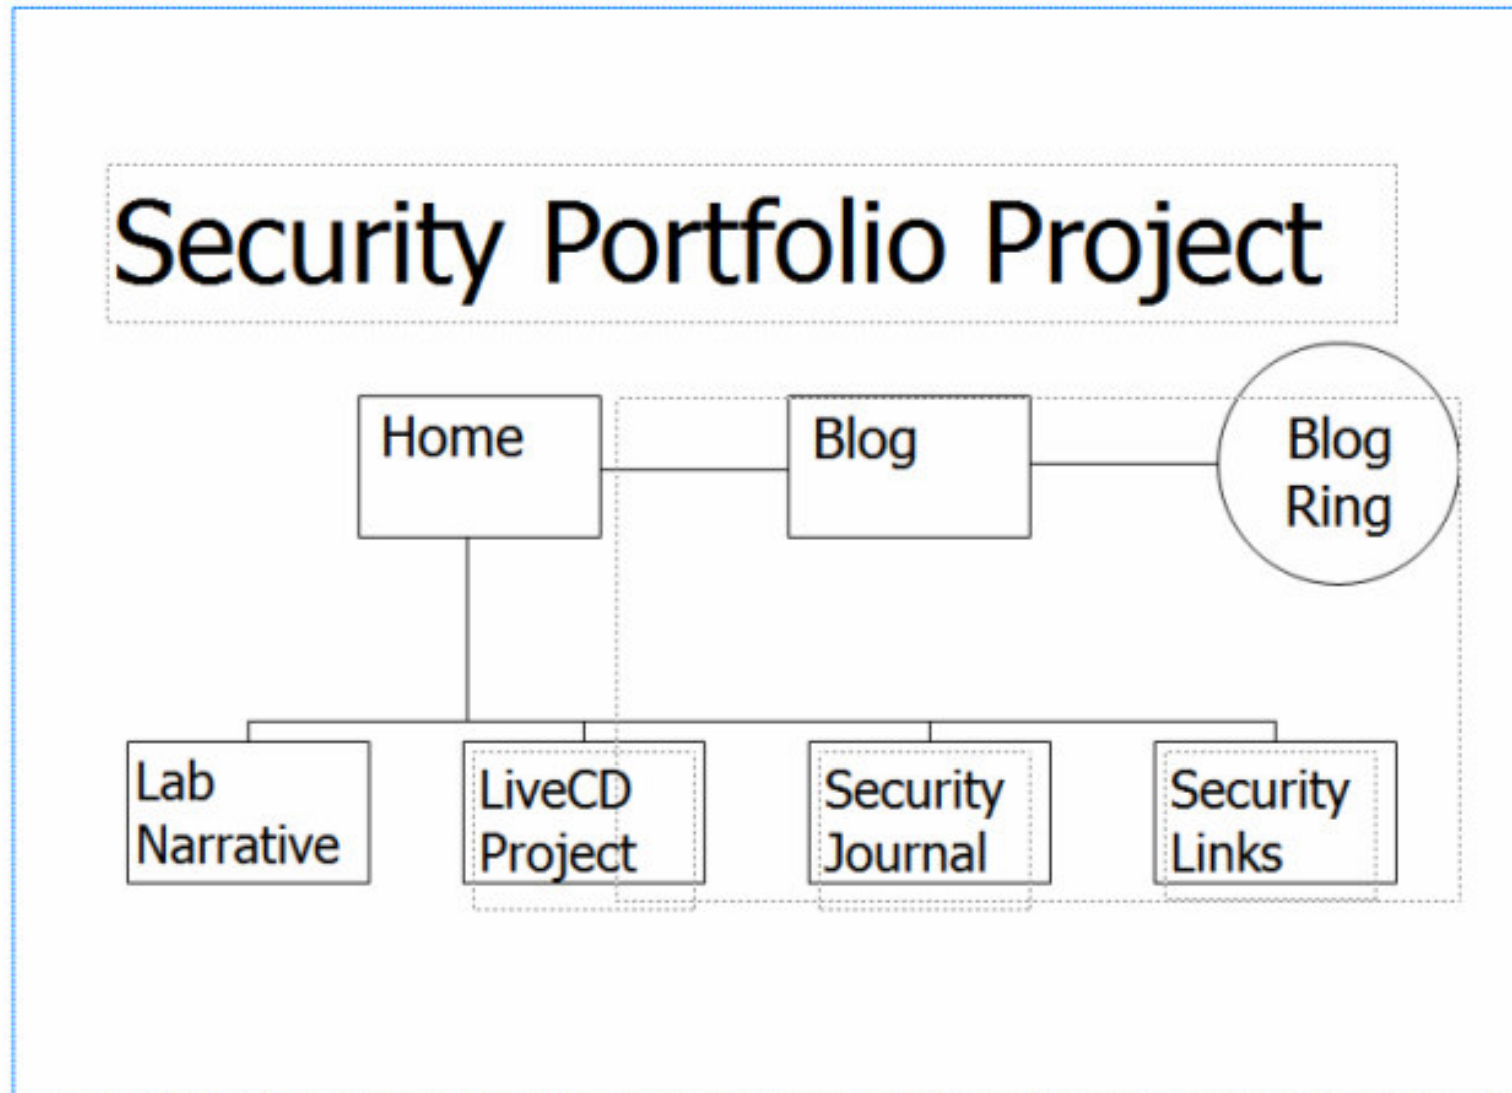 Security Portfolio Project
Home
Blog
Blog
Ring
Lab
Narrative
LiveCD
Project
Security
Journal
Security
Links